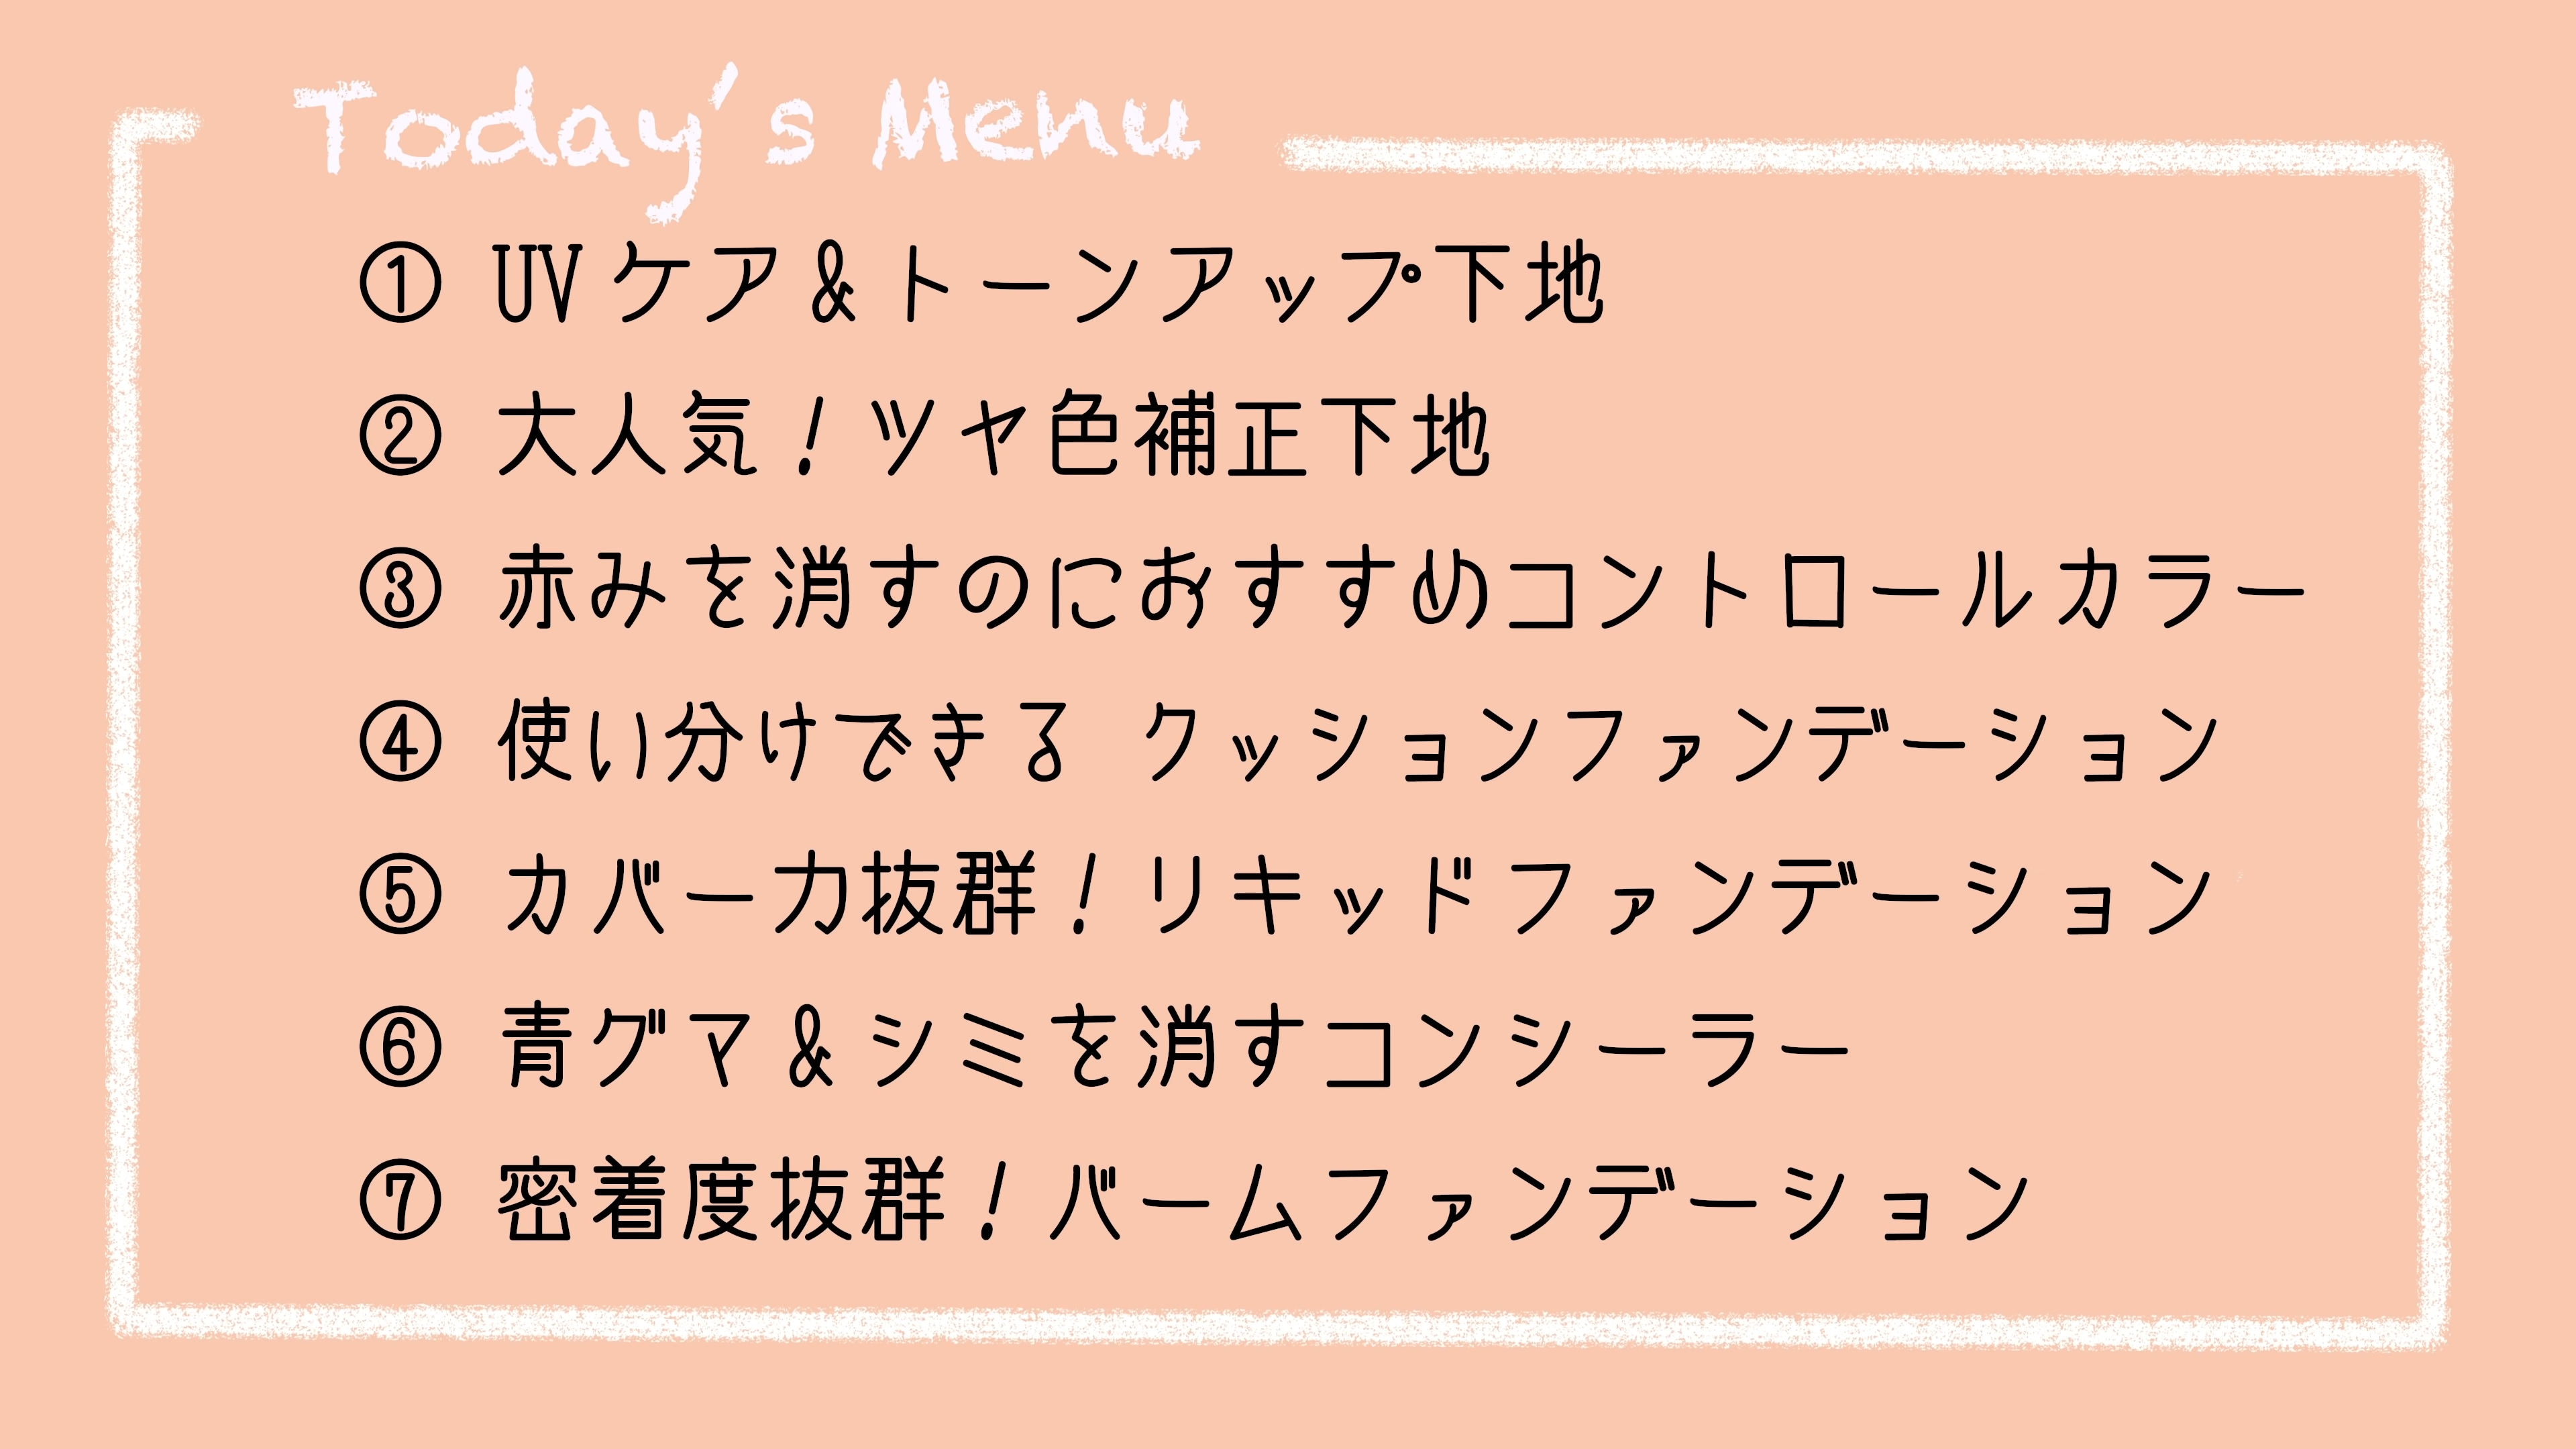 Today's Menu
① UVケア&トーンアップ下地
② 大人気!ツヤ色補正下地
③ 赤みを消すのにおすすめコントロールカラー
④ 使い分けできる クッションファンデーション
⑤ カバー力抜群!リキッドファンデーション
⑥ 青グマ&シミを消すコンシーラー
⑦ 密着度抜群!バームファンデーション